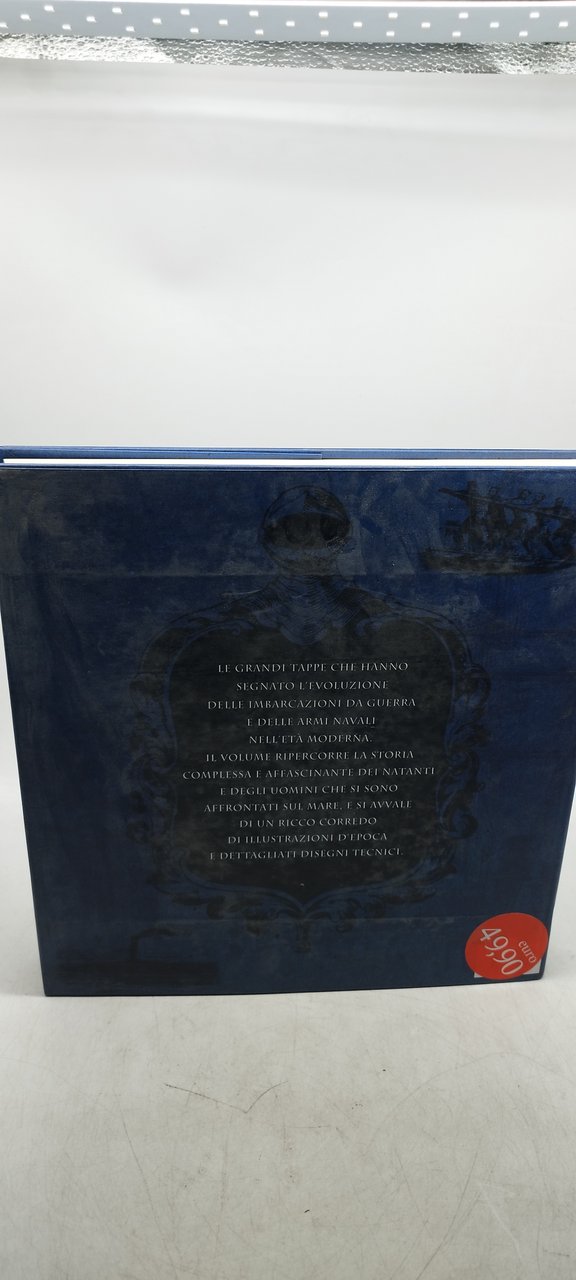 LE GRANDI TAPPE CHE HANNO
SEGNATO L'EVOLUZIONE
DELLE IMBARCAZIONI DA GUERRA
E DELLE ARMI NAVALI
NELL'ETÀ MODERNA.
IL VOLUME RIPERCORRE LA STORIA
COMPLESSA E AFFASCINANTE DEI NATANTI
E DEGLI UOMINI CHE SI SONO
AFFRONTATI SUL MARE, E SI AVVALE
DI UN RICCO CORREDO
DI ILLUSTRAZIONI D'EPOCA
E DETTAGLIATI DISEGNI TECNICI.
euro
49,90